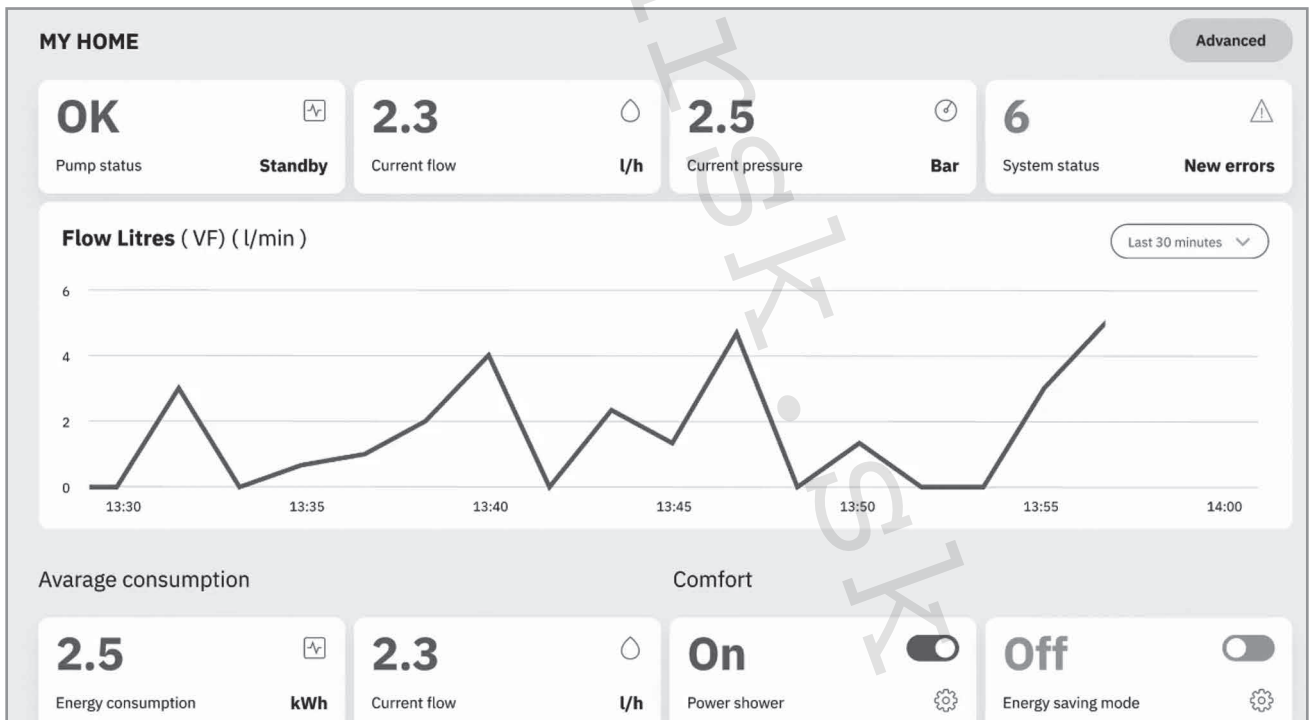 MY HOME
Advanced
OK
Pump status Standby
2.3
Current flow l/h
2.5
Current pressure Bar
6
System status New errors
Flow Litres ( VF) ( l/min )
Last 30 minutes
6
4
2
0
13:30 13:35 13:40 13:45 13:50 13:55 14:00
Avarage consumption
Comfort
2.5
Energy consumption kWh
2.3
Current flow l/h
On
Power shower
Off
Energy saving mode